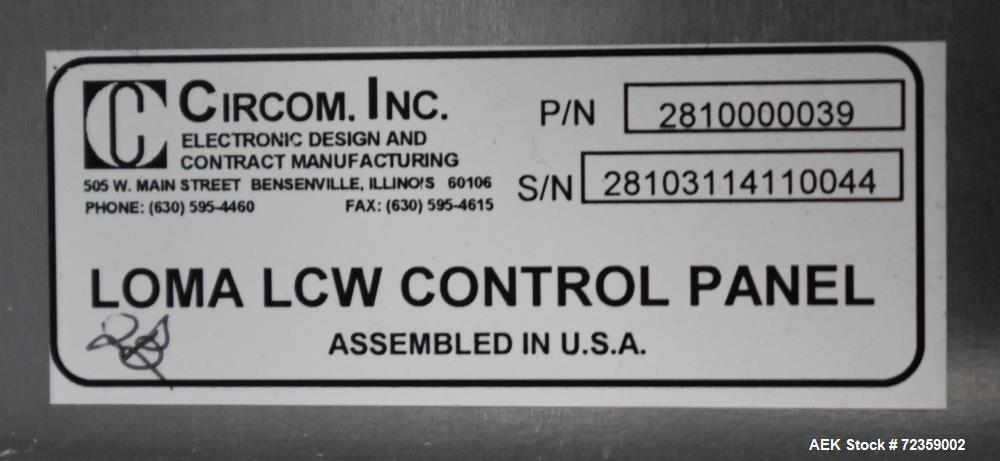 C CIRCOM. INC.
ELECTRONIC DESIGN AND
CONTRACT MANUFACTURING
505 W. MAIN STREET BENSENVILLE, ILLINOIS 60106
PHONE: (630) 595-4460 FAX: (630) 595-4615
P/N 2810000039
S/N 28103114110044
LOMA LCW CONTROL PANEL
ASSEMBLED IN U.S.A.
AEK Stock # 72359002